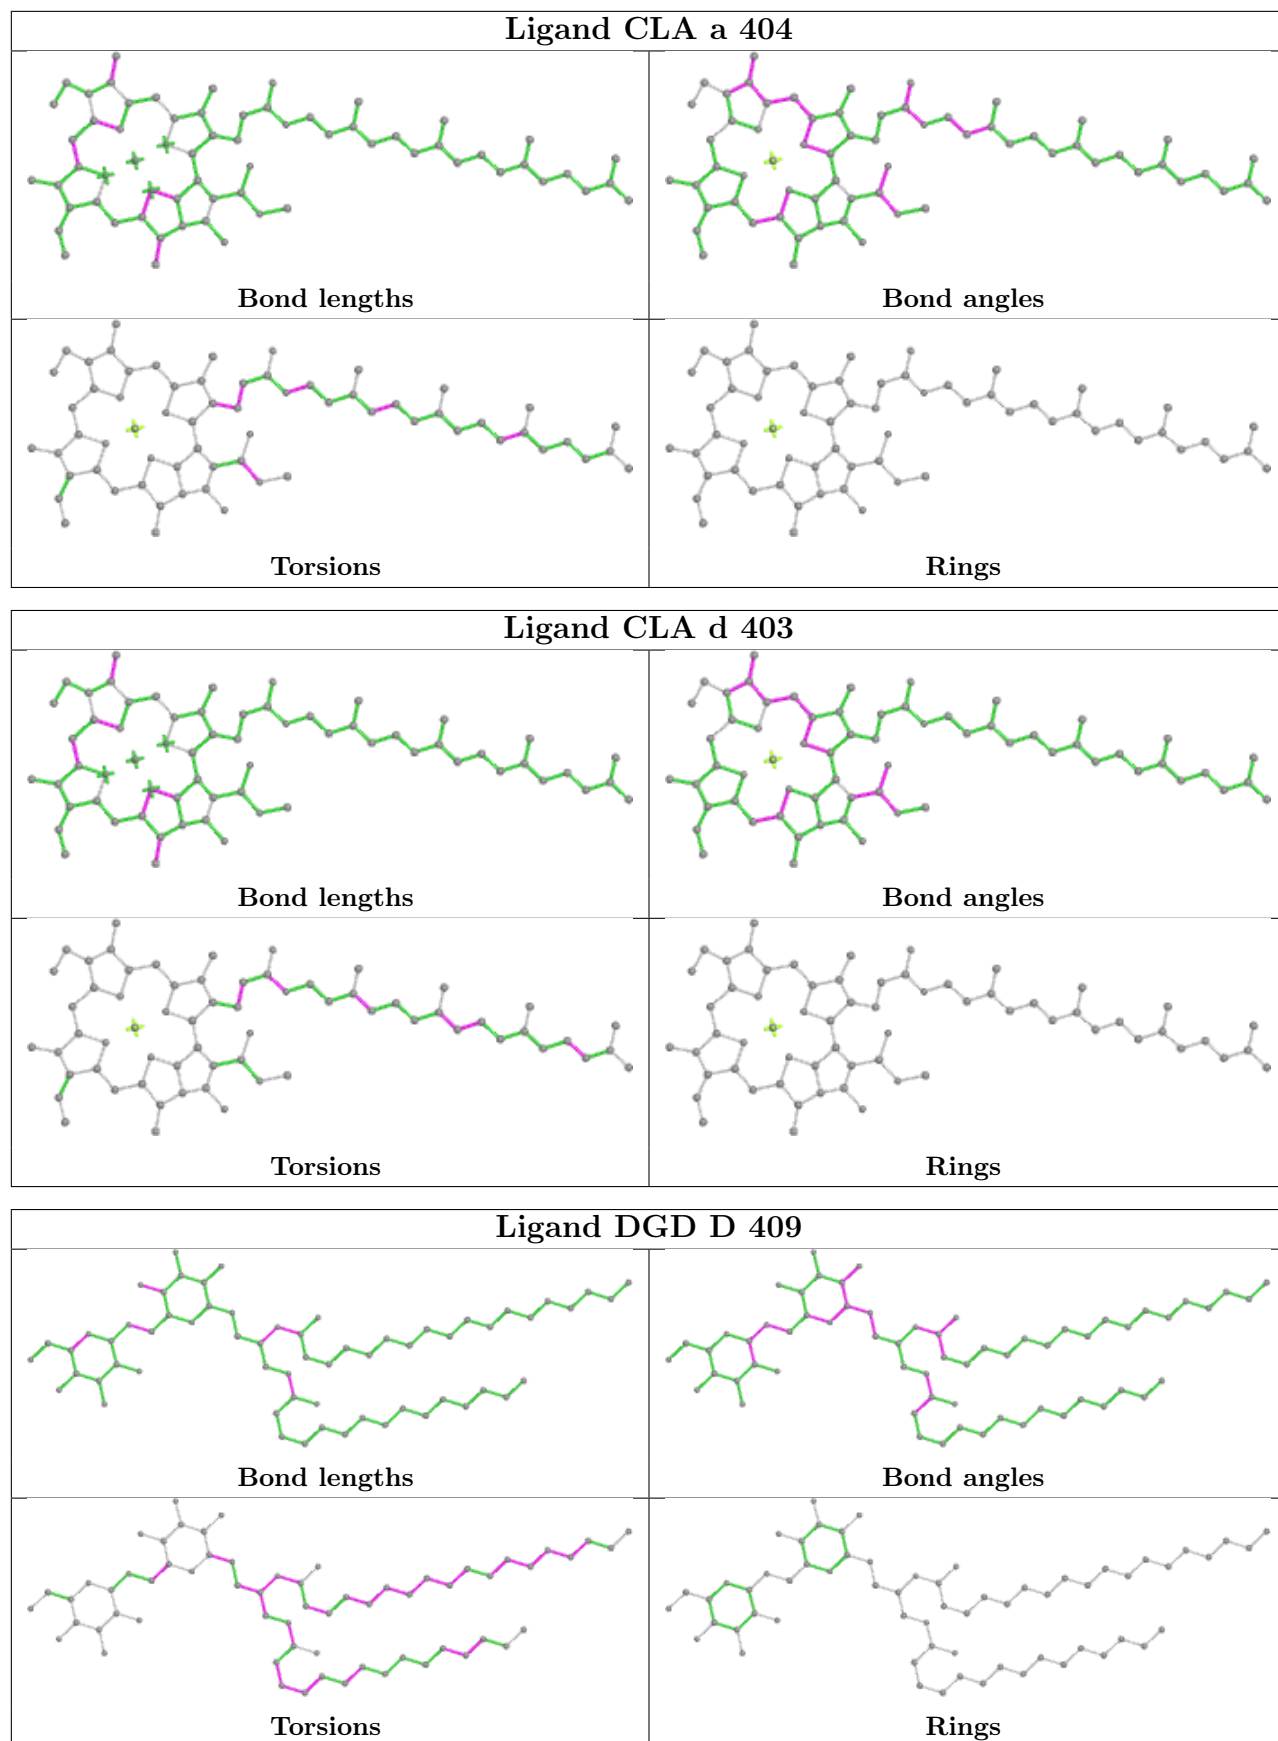 Ligand CLA a 404
Bond lengths
Bond angles
Torsions
Rings
Ligand CLA d 403
Bond lengths
Bond angles
Torsions
Rings
Ligand DGD D 409
Bond lengths
Bond angles
Torsions
Rings